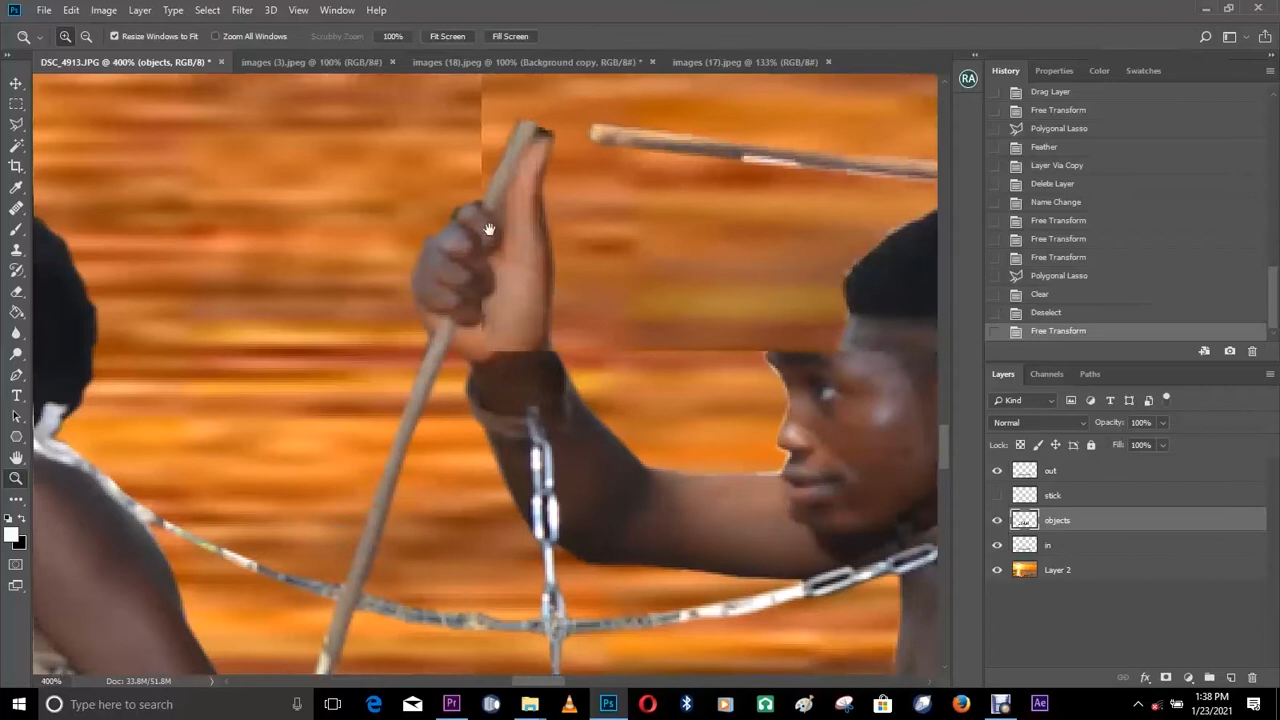 Ps File Edit Image Layer Type Select Filter 3D View Window Help
Resize Windows to Fit Zoom All Windows Scrubby Zoom 100% Fit Screen Fill Screen
DSC_4913.JPG @ 400% (objects, RGB/8) * images (3).jpeg @ 100% (RGB/8#) images (18).jpeg @ 100% (Background copy, RGB/8#) * images (17).jpeg @ 133% (RGB/8#)
RA
History Properties Color Swatches
Drag Layer
Free Transform
Polygonal Lasso
Feather
Layer Via Copy
Delete Layer
Name Change
Free Transform
Free Transform
Free Transform
Polygonal Lasso
Clear
Deselect
Free Transform
Layers Channels Paths
Kind
Normal Opacity: 100%
Lock: Fill: 100%
out
stick
objects
in
Layer 2
400% Doc: 33.8M/51.8M
Type here to search
Pr Ps Ae
1:38 PM
1/23/2021